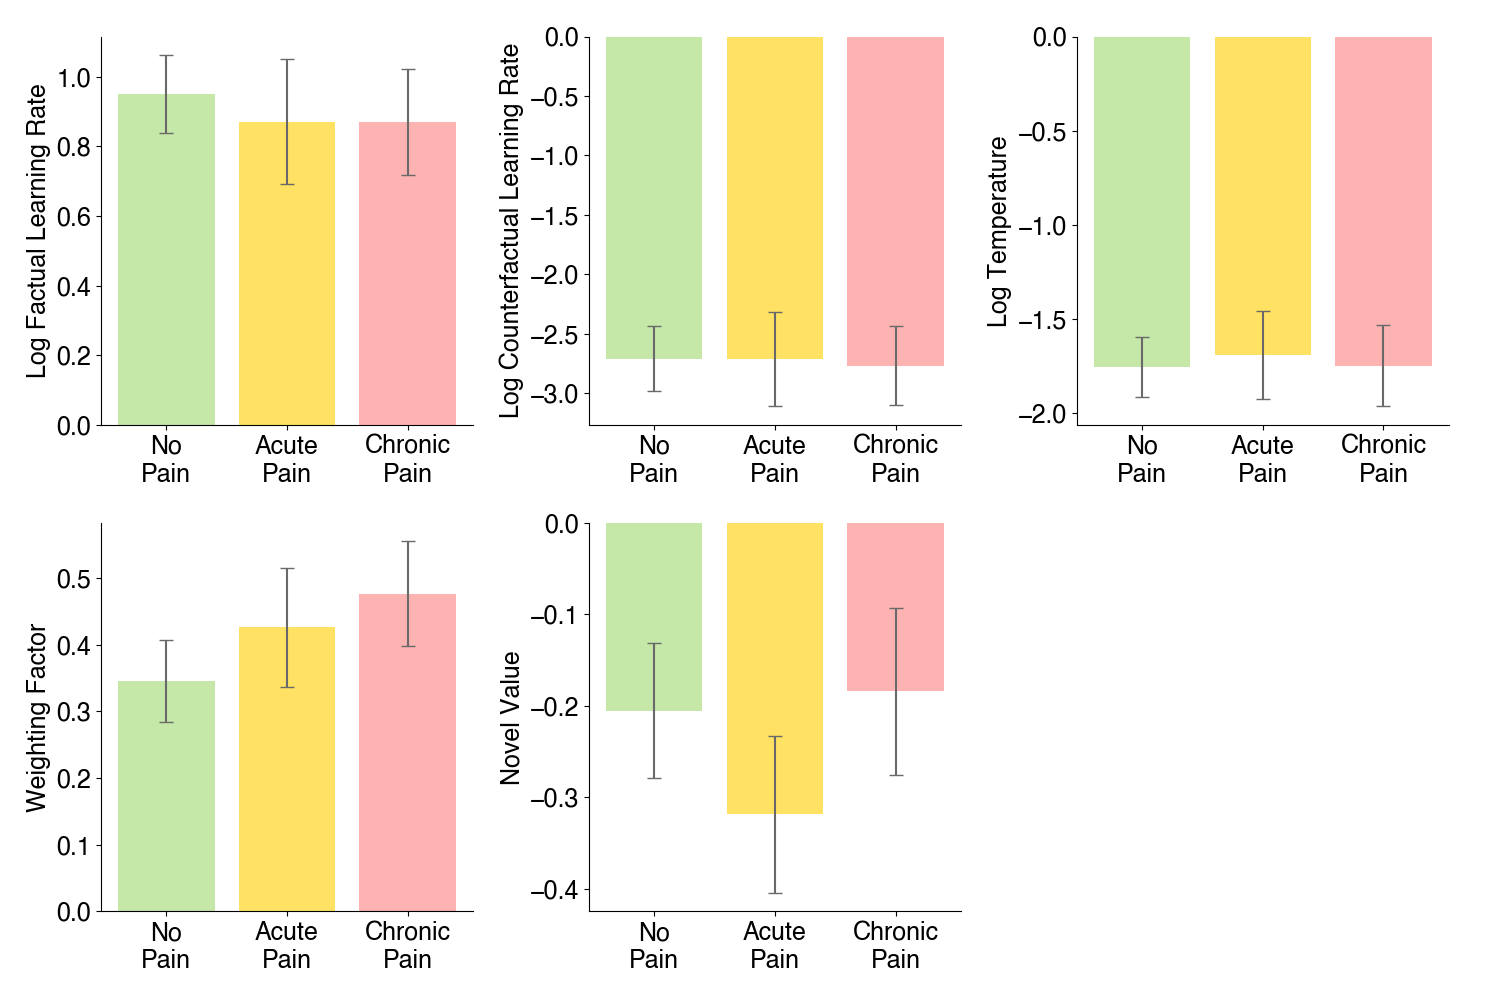 Log Factual Learning Rate
1.0
0.8
0.6
0.4
0.2
0.0
No
Pain
Acute
Pain
Chronic
Pain
Log Counterfactual Learning Rate
0.0
−0.5
−1.0
−1.5
−2.0
−2.5
−3.0
No
Pain
Acute
Pain
Chronic
Pain
Log Temperature
0.0
−0.5
−1.0
−1.5
−2.0
No
Pain
Acute
Pain
Chronic
Pain
Weighting Factor
0.5
0.4
0.3
0.2
0.1
0.0
No
Pain
Acute
Pain
Chronic
Pain
Novel Value
0.0
−0.1
−0.2
−0.3
−0.4
No
Pain
Acute
Pain
Chronic
Pain